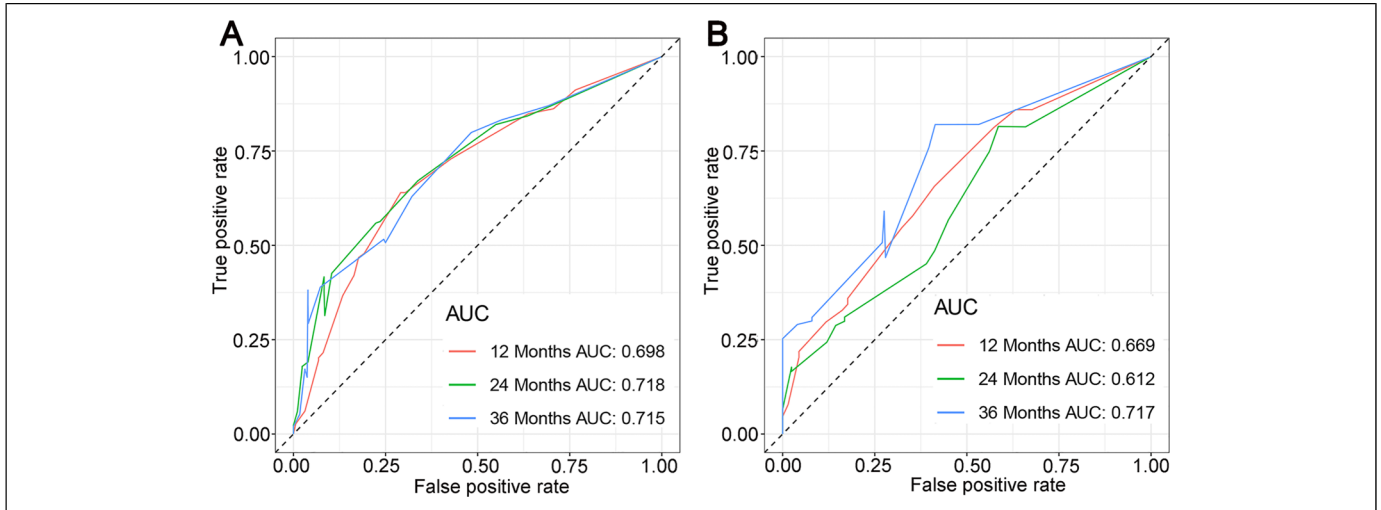 A
1.00
0.75
0.50
0.25
0.00
True positive rate
AUC
12 Months AUC: 0.698
24 Months AUC: 0.718
36 Months AUC: 0.715
0.00 0.25 0.50 0.75 1.00
False positive rate
B
1.00
0.75
0.50
0.25
0.00
True positive rate
AUC
12 Months AUC: 0.669
24 Months AUC: 0.612
36 Months AUC: 0.717
0.00 0.25 0.50 0.75 1.00
False positive rate